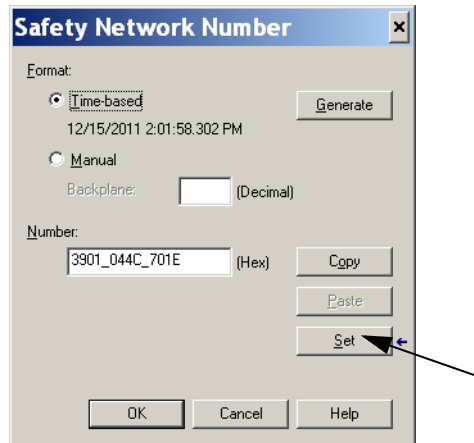 Safety Network Number
Format:
Time-based
Generate
12/15/2011 2:01:58.302 PM
Manual
Backplane:
(Decimal)
Number:
3901_044C_701E
(Hex)
Copy
Paste
Set
OK
Cancel
Help